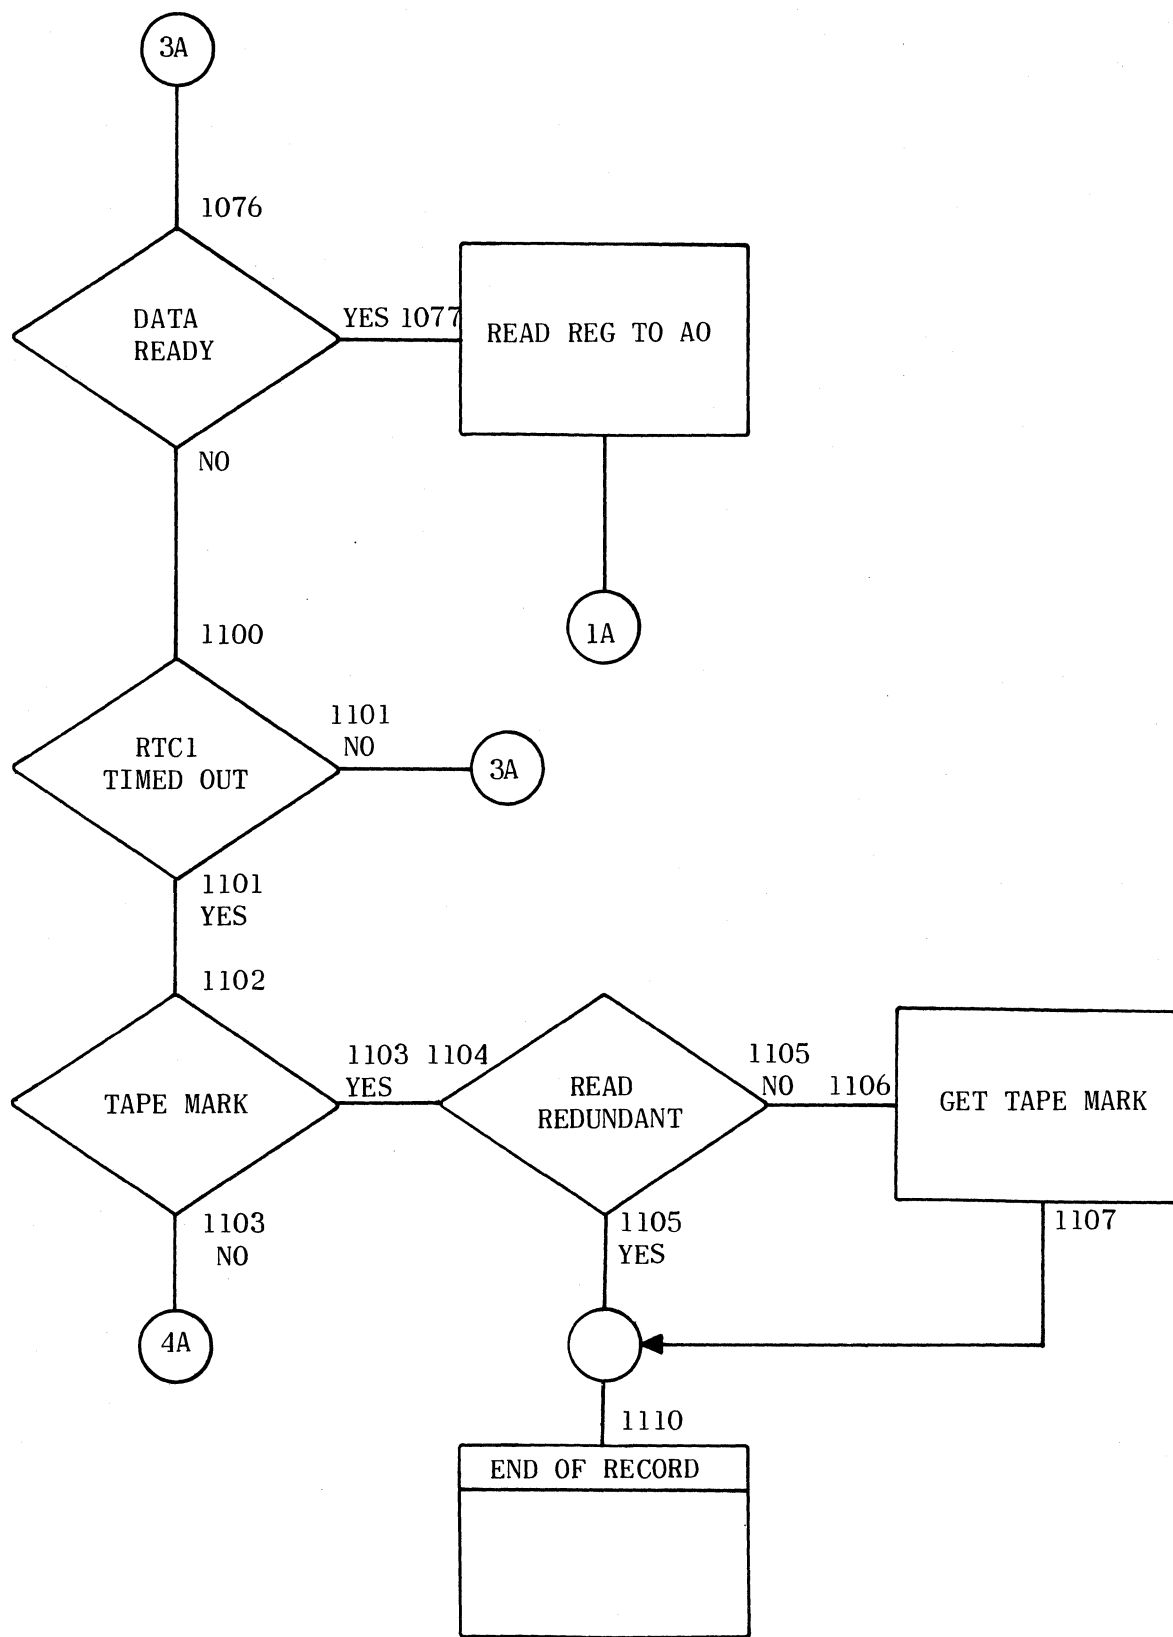 3A
1076
DATA
READY
YES 1077
READ REG TO A0
NO
1A
1100
RTC1
TIMED OUT
1101
NO
3A
1101
YES
1102
TAPE MARK
1103 1104
YES
READ
REDUNDANT
1105
NO 1106
GET TAPE MARK
1103
NO
1105
YES
1107
4A
1110
END OF RECORD